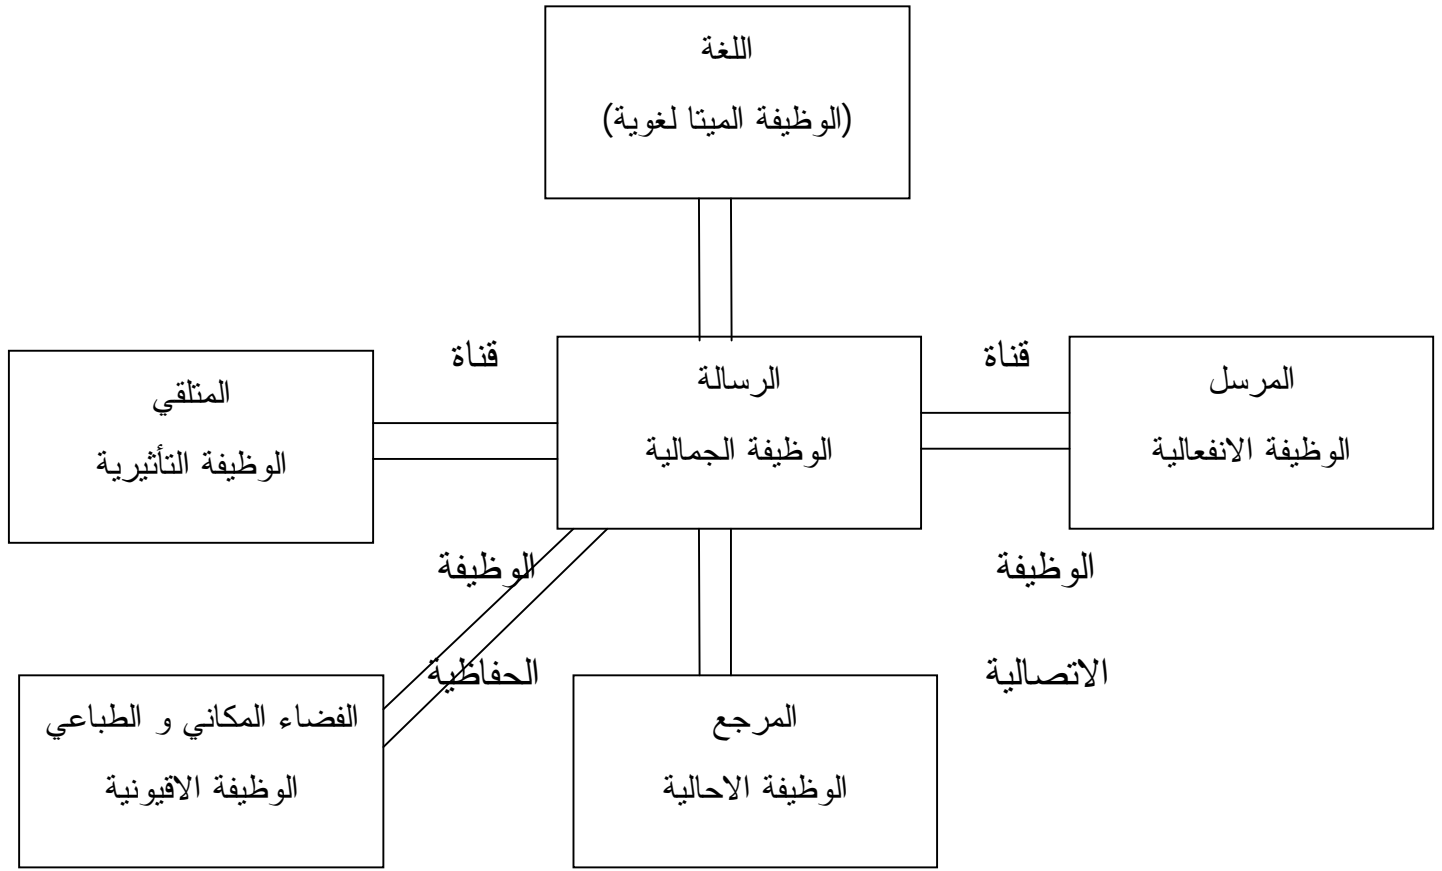 اللغة
(الوظيفة الميتا لغوية)
قناة
قناة
المرسل
الوظيفة الانفعالية
الرسالة
الوظيفة الجمالية
المتلقي
الوظيفة التأثيرية
الوظيفة
الاتصالية
الوظيفة
الحفاظية
المرجع
الوظيفة الاحالية
الفضاء المكاني و الطباعي
الوظيفة الاقيونية